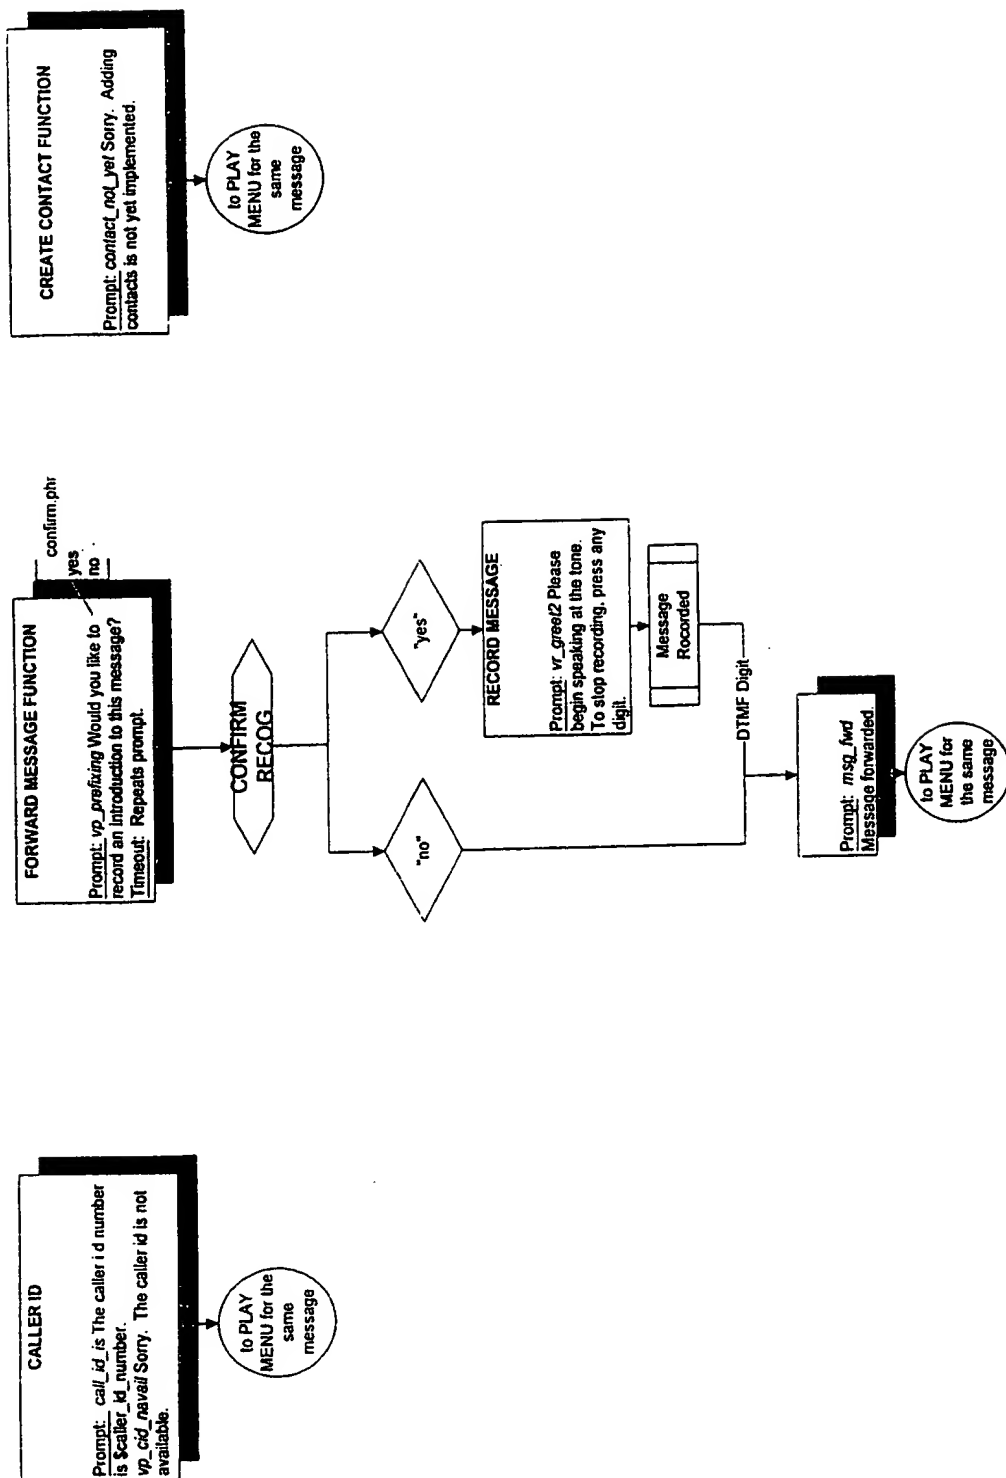 CALLER ID
Prompt: call_id_is The caller i d number
is $caller_id_number.
vp_cid_navail Sorry. The caller id is not
available.
to PLAY
MENU for the
same
message
FORWARD MESSAGE FUNCTION
Prompt: vp_prefixing Would you like to
record an introduction to this message?
Timeout: Repeats prompt.
confirm.phr
yes
no
CONFIRM
RECOG
"no"
"yes"
RECORD MESSAGE
Prompt: vr_greet2 Please
begin speaking at the tone.
To stop recording, press any
digit.
Message
Rocorded
DTMF Digit
Prompt: msg_fwd
Message forwarded.
to PLAY
MENU for
the same
message
CREATE CONTACT FUNCTION
Prompt: contact_not_yet Sorry. Adding
contacts is not yet implemented.
to PLAY
MENU for the
same
message